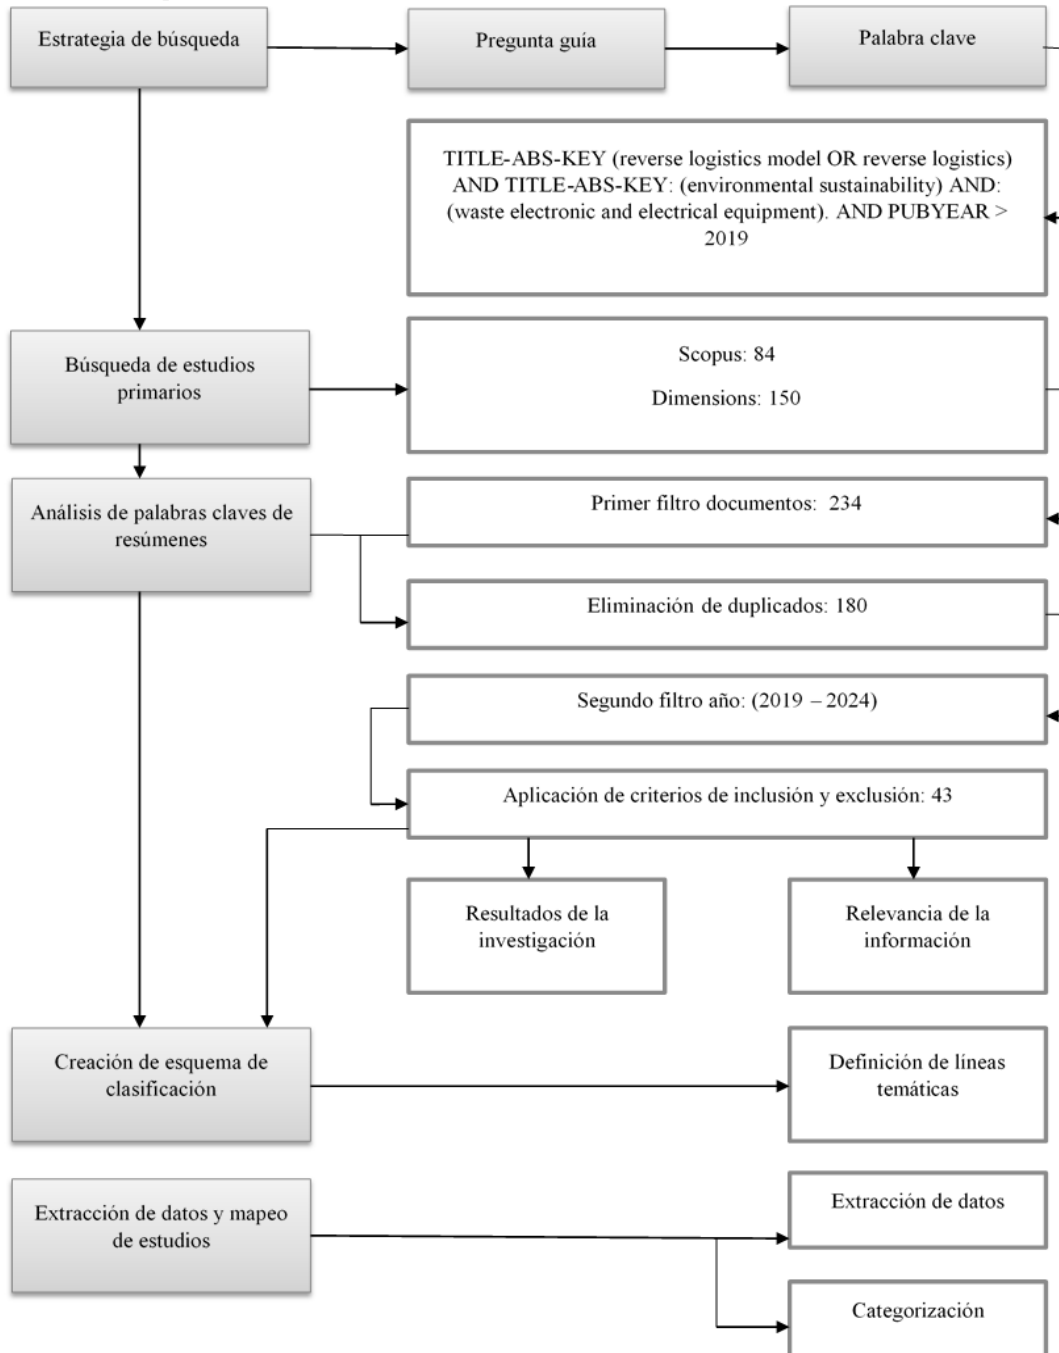 Estrategia de búsqueda
Pregunta guía
Palabra clave
TITLE-ABS-KEY (reverse logistics model OR reverse logistics)
AND TITLE-ABS-KEY: (environmental sustainability) AND:
(waste electronic and electrical equipment). AND PUBYEAR >
2019
Búsqueda de estudios
primarios
Scopus: 84
Dimensions: 150
Análisis de palabras claves de
resúmenes
Primer filtro documentos: 234
Eliminación de duplicados: 180
Segundo filtro año: (2019 – 2024)
Aplicación de criterios de inclusión y exclusión: 43
Resultados de la
investigación
Relevancia de la
información
Creación de esquema de
clasificación
Definición de líneas
temáticas
Extracción de datos y mapeo
de estudios
Extracción de datos
Categorización